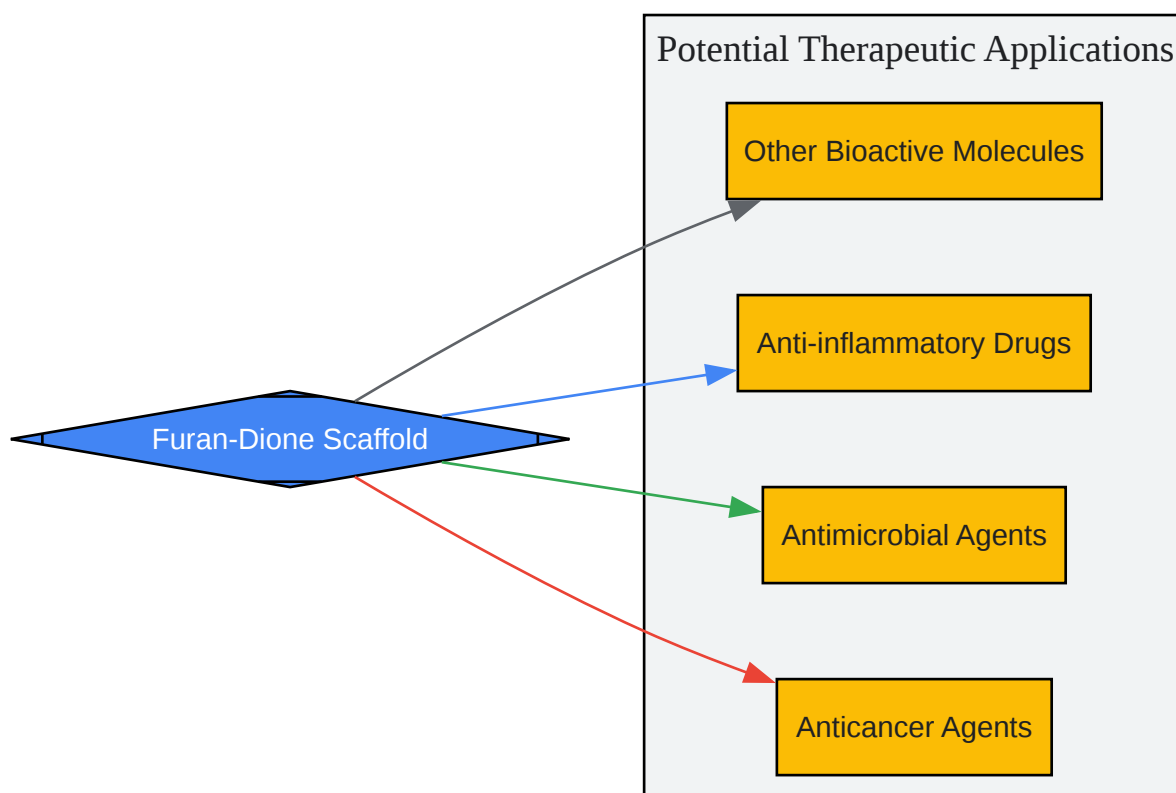 Potential Therapeutic Applications
Other Bioactive Molecules
Anti-inflammatory Drugs
Furan-Dione Scaffold
Antimicrobial Agents
Anticancer Agents